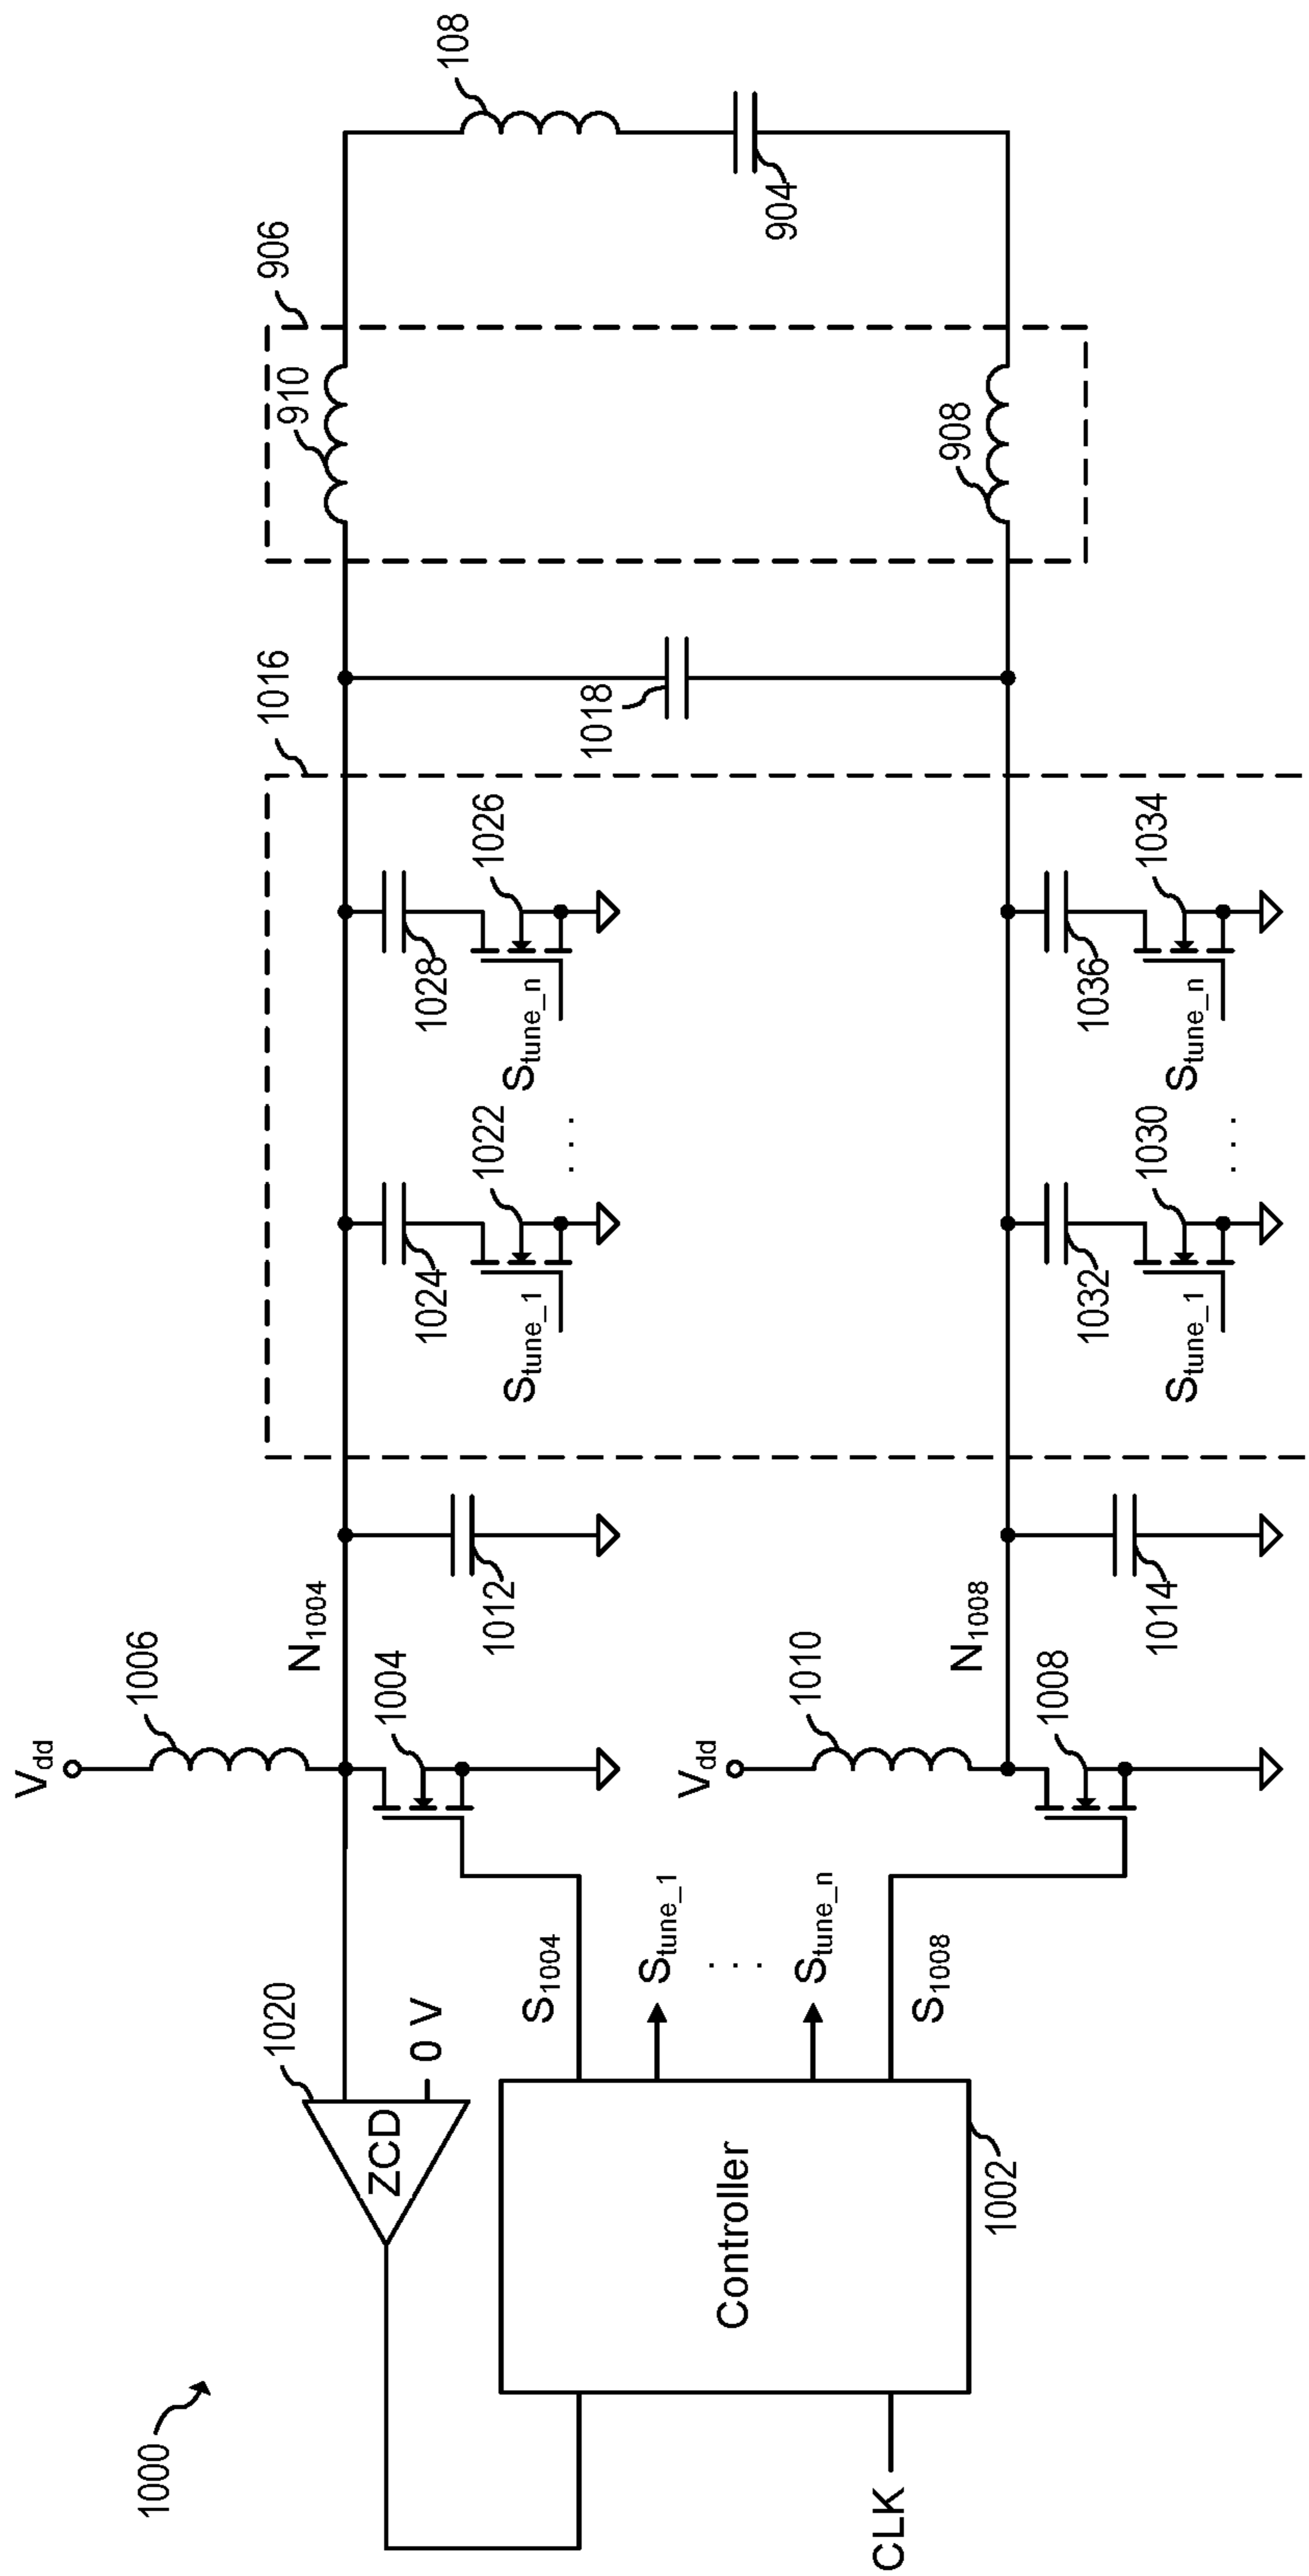 1000
CLK
Controller
1002
ZCD
1020
0 V
S1004
Stune_1
. . .
Stune_n
S1008
Vdd
1006
N1004
1004
1012
Vdd
1010
N1008
1008
1014
1016
1024
1022
Stune_1
. . .
1028
1026
Stune_n
1032
1030
Stune_1
. . .
1036
1034
Stune_n
1018
906
910
908
108
904